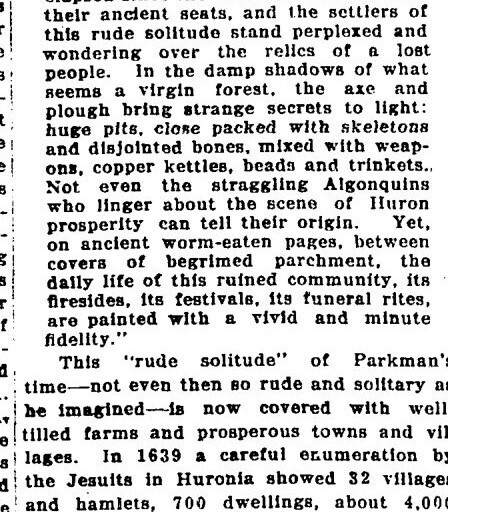 their ancient seats, and the settlers of
this rude solitude stand perplexed and
wondering over the relics of a lost
people. In the damp shadows of what
seems a virgin forest, the axe and
plough bring strange secrets to light:
huge pits, close packed with skeletons
and disjointed bones, mixed with weap-
ons, copper kettles, beads and trinkets.
Not even the straggling Algonquins
who linger about the scene of Huron
prosperity can tell their origin. Yet,
on ancient worm-eaten pages, between
covers of begrimed parchment, the
daily life of this ruined community, its
firesides, its festivals, its funeral rites,
are painted with a vivid and minute
fidelity."
This "rude solitude" of Parkman's
time—not even then so rude and solitary as
he imagined—is now covered with well
tilled farms and prosperous towns and vil
lages. In 1639 a careful enumeration by
the Jesuits in Huronia showed 32 villages
and hamlets, 700 dwellings, about 4,000